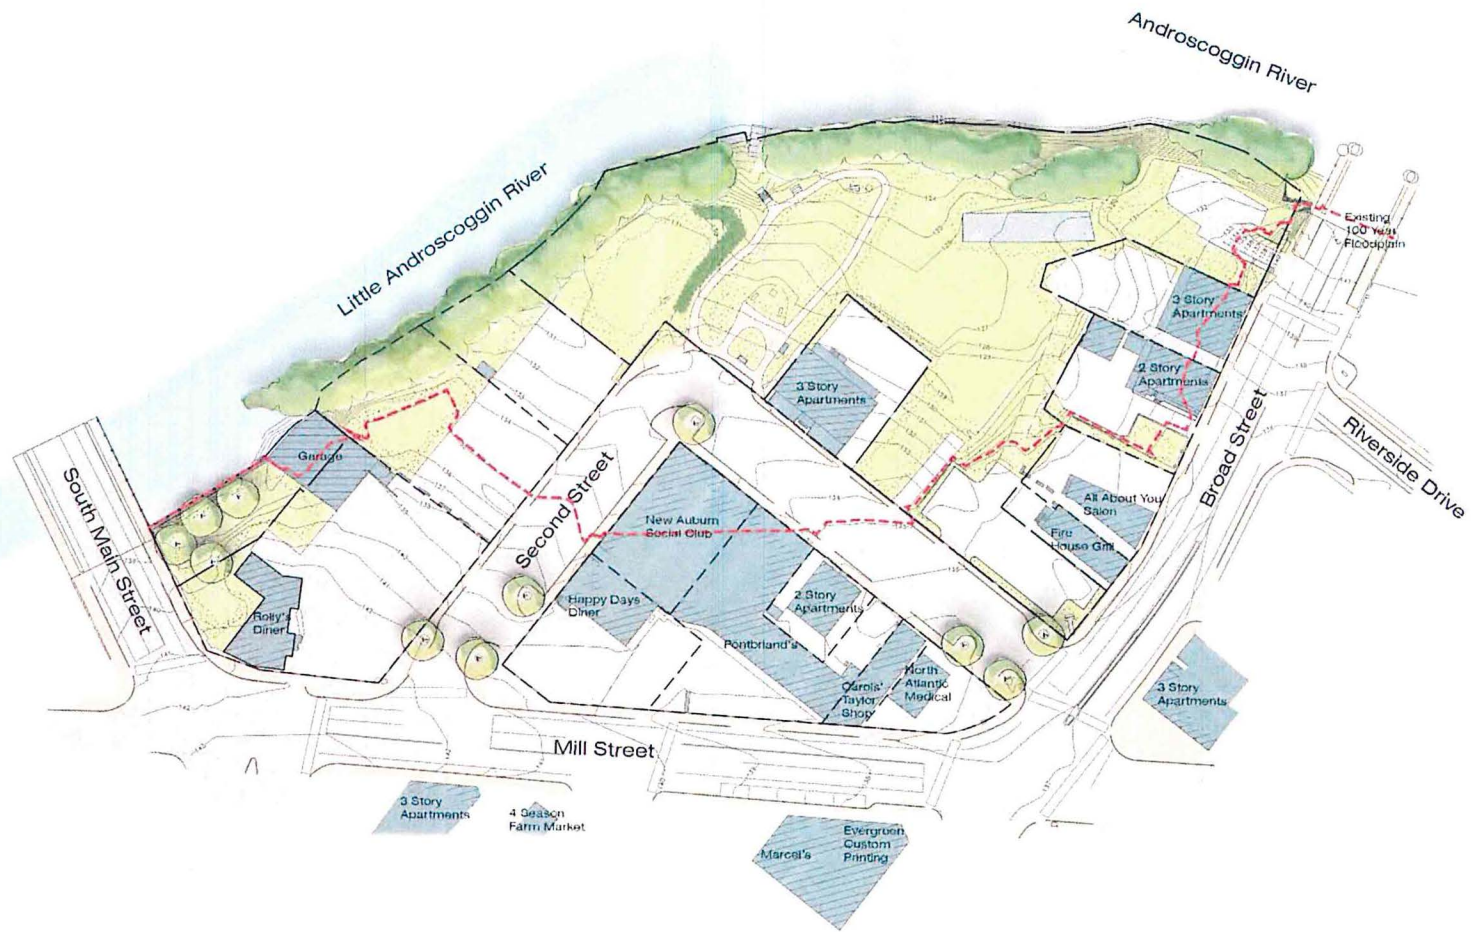 Androscoggin River
Little Androscoggin River
Existing
100 Year
Floodplain
3 Story
Apartments
2 Story
Apartments
3 Story
Apartments
Riverside Drive
Broad Street
Garage
South Main Street
Second Street
New Auburn
Social Club
All About You
Salon
Fire
House Grill
Happy Days
Diner
2 Story
Apartments
Rolly's
Diner
Pontbriand's
Carols'
Taylor
Shop
North
Atlantic
Medical
3 Story
Apartments
Mill Street
3 Story
Apartments
4 Season
Farm Market
Marcel's
Evergreen
Custom
Printing